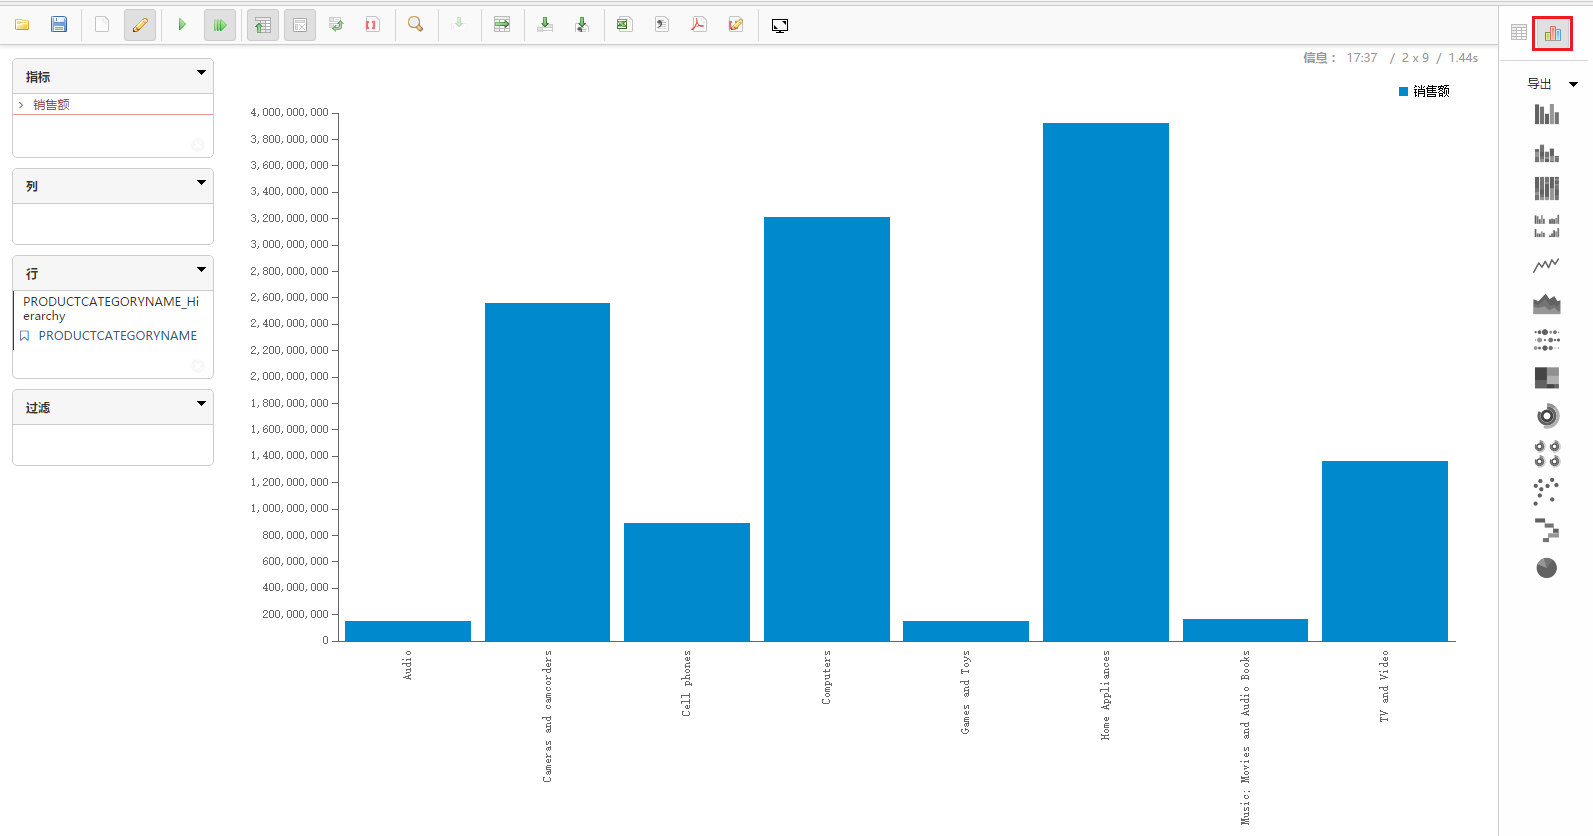 信息： 17:37 / 2 x 9 / 1.44s
指标
销售额
列
行
PRODUCTCATEGORYNAME_Hi
erarchy
PRODUCTCATEGORYNAME
过滤
销售额
4,000,000,000
3,800,000,000
3,600,000,000
3,400,000,000
3,200,000,000
3,000,000,000
2,800,000,000
2,600,000,000
2,400,000,000
2,200,000,000
2,000,000,000
1,800,000,000
1,600,000,000
1,400,000,000
1,200,000,000
1,000,000,000
800,000,000
600,000,000
400,000,000
200,000,000
0
Audio
Cameras and camcorders
Cell phones
Computers
Games and Toys
Home Appliances
Music; Movies and Audio Books
TV and Video
导出